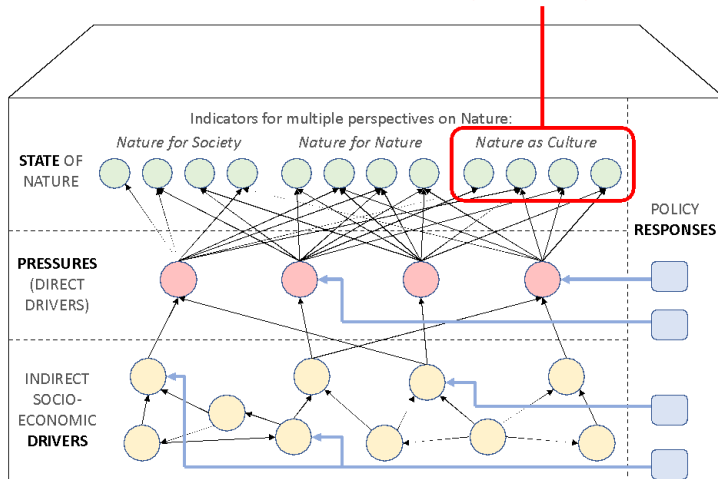 Indicators for multiple perspectives on Nature:
Nature for Society
Nature for Nature
Nature as Culture
STATE OF
NATURE
POLICY
RESPONSES
PRESSURES
(DIRECT
DRIVERS)
INDIRECT
SOCIO-
ECONOMIC
DRIVERS